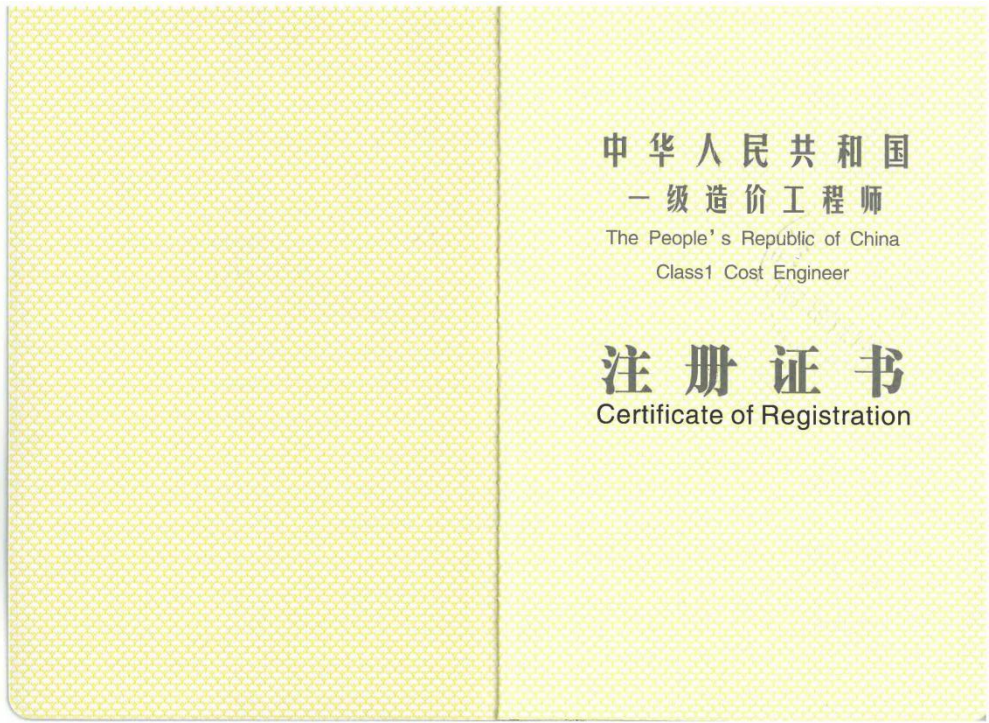 中华人民共和国
一级造价工程师
The People's Republic of China
Class1 Cost Engineer
注册证书
Certificate of Registration